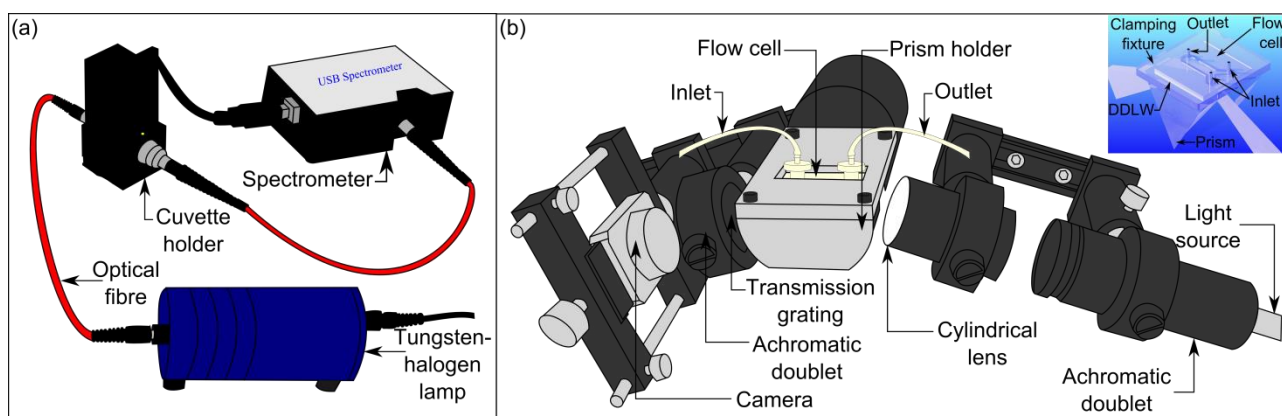 (a)
USB Spectrometer
Spectrometer
Cuvette
holder
Optical
fibre
Tungsten-
halogen
lamp
(b)
Flow cell
Prism holder
Inlet
Outlet
Transmission
grating
Achromatic
doublet
Camera
Cylindrical
lens
Light
source
Achromatic
doublet
Clamping
fixture
Outlet
Flow
cell
Inlet
DDLW
Prism